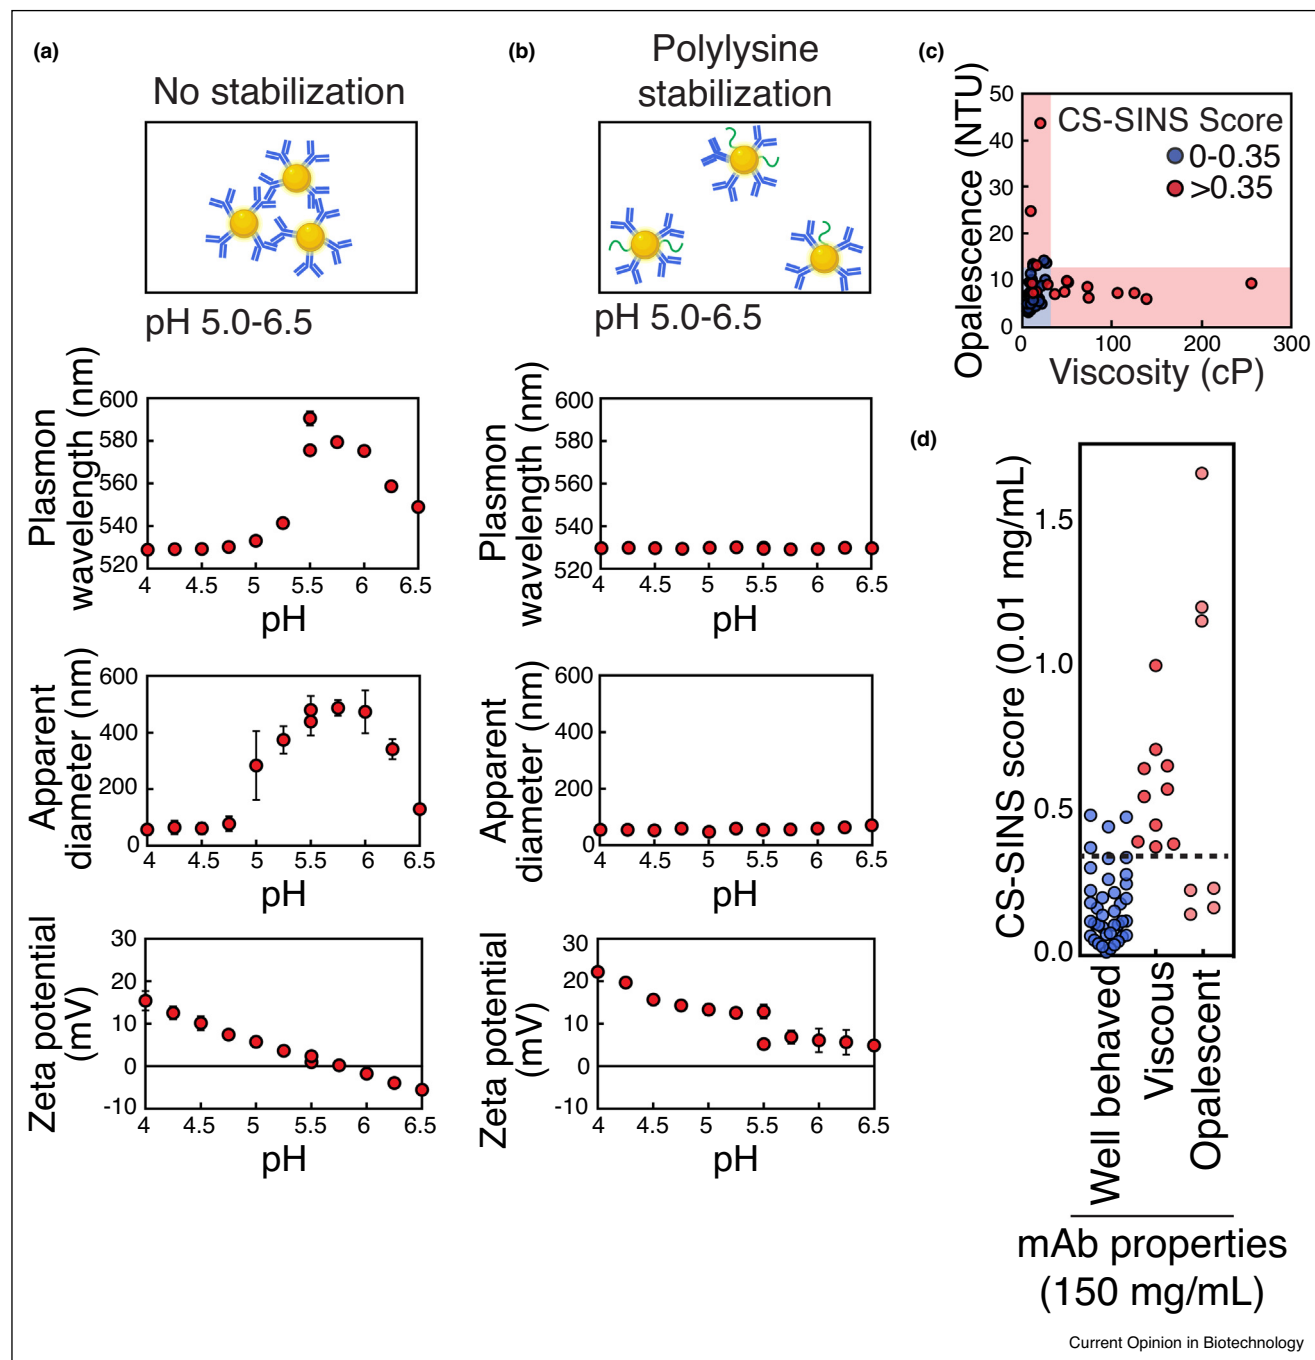 (a)
No stabilization
pH 5.0-6.5
Plasmon
wavelength (nm)
600
580
560
540
520
4
4.5
5
5.5
6
6.5
pH
Apparent
diameter (nm)
600
400
200
0
4
4.5
5
5.5
6
6.5
pH
Zeta potential
(mV)
30
20
10
0
-10
4
4.5
5
5.5
6
6.5
pH
(b)
Polylysine
stabilization
pH 5.0-6.5
Plasmon
wavelength (nm)
600
580
560
540
520
4
4.5
5
5.5
6
6.5
pH
Apparent
diameter (nm)
600
400
200
0
4
4.5
5
5.5
6
6.5
pH
Zeta potential
(mV)
30
20
10
0
-10
4
4.5
5
5.5
6
6.5
pH
(c)
Opalescence (NTU)
50
40
30
20
10
0
CS-SINS Score
0-0.35
>0.35
0
100
200
300
Viscosity (cP)
(d)
CS-SINS score (0.01 mg/mL)
1.5
1.0
0.5
0.0
Well behaved
Viscous
Opalescent
mAb properties
(150 mg/mL)
Current Opinion in Biotechnology